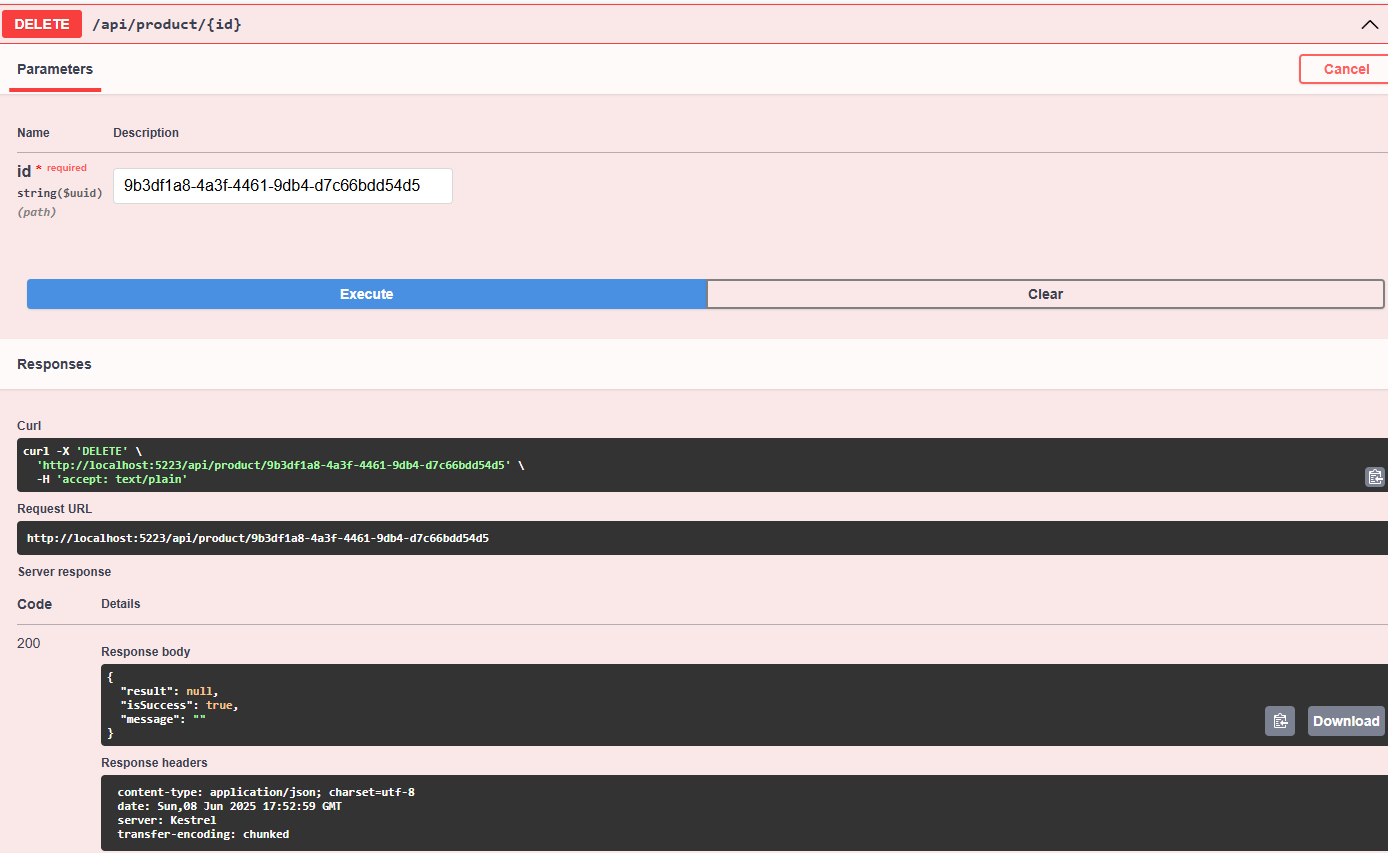 DELETE /api/product/{id}
Parameters
Cancel
Name Description
id * required
string($uuid)
(path)
9b3df1a8-4a3f-4461-9db4-d7c66bdd54d5
Execute Clear
Responses
Curl
curl -X 'DELETE' \
  'http://localhost:5223/api/product/9b3df1a8-4a3f-4461-9db4-d7c66bdd54d5' \
  -H 'accept: text/plain'
Request URL
http://localhost:5223/api/product/9b3df1a8-4a3f-4461-9db4-d7c66bdd54d5
Server response
Code Details
200
Response body
{
  "result": null,
  "isSuccess": true,
  "message": ""
}
Download
Response headers
content-type: application/json; charset=utf-8
date: Sun,08 Jun 2025 17:52:59 GMT
server: Kestrel
transfer-encoding: chunked